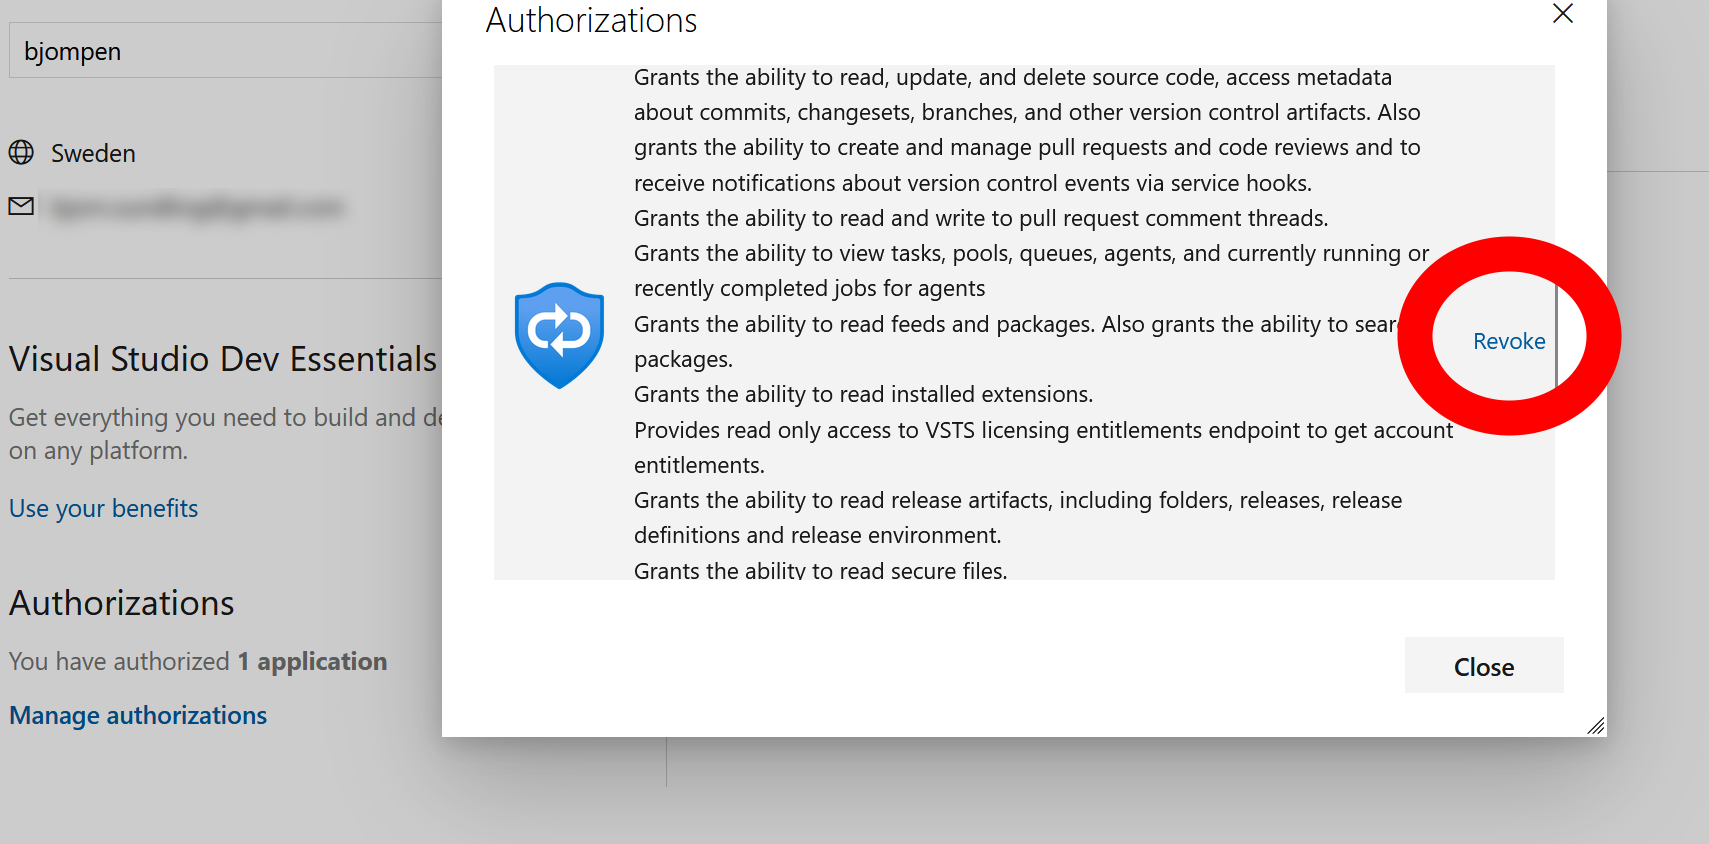 bjompen
Sweden
Visual Studio Dev Essentials
Get everything you need to build and de
on any platform.
Use your benefits
Authorizations
You have authorized 1 application
Manage authorizations
Authorizations
Grants the ability to read, update, and delete source code, access metadata
about commits, changesets, branches, and other version control artifacts. Also
grants the ability to create and manage pull requests and code reviews and to
receive notifications about version control events via service hooks.
Grants the ability to read and write to pull request comment threads.
Grants the ability to view tasks, pools, queues, agents, and currently running or
recently completed jobs for agents
Grants the ability to read feeds and packages. Also grants the ability to sear
packages.
Grants the ability to read installed extensions.
Provides read only access to VSTS licensing entitlements endpoint to get account
entitlements.
Grants the ability to read release artifacts, including folders, releases, release
definitions and release environment.
Grants the ability to read secure files.
Revoke
Close